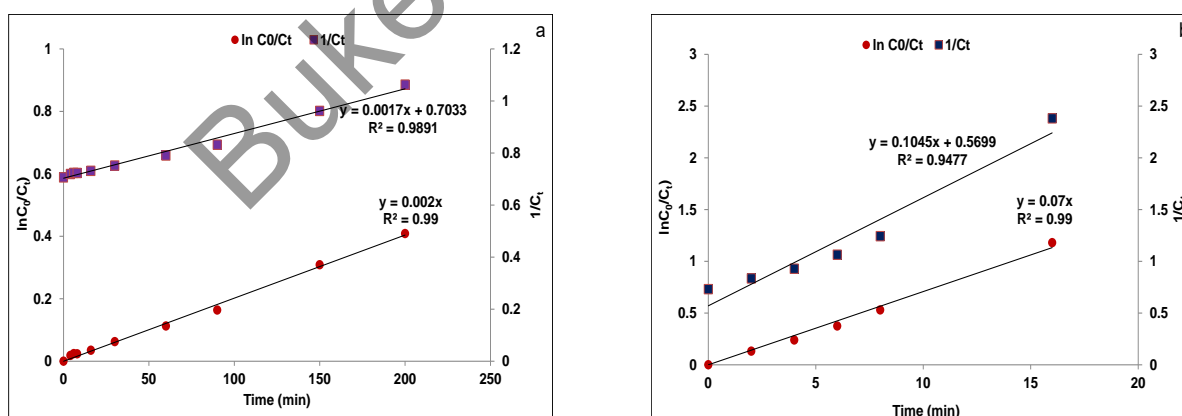 Buke
a
ln C0/Ct
1/Ct
1
0.8
0.6
0.4
0.2
0
1.2
1
0.8
0.6
0.4
0.2
0
lnC₀/Cₜ)
1/Cₜ
y = 0.0017x + 0.7033
R² = 0.9891
y = 0.002x
R² = 0.99
0 50 100 150 200 250
Time (min)
b
ln C0/Ct
1/Ct
3
2.5
2
1.5
1
0.5
0
3
2.5
2
1.5
1
0.5
0
lnC₀/Cₜ)
1/Cₜ
y = 0.1045x + 0.5699
R² = 0.9477
y = 0.07x
R² = 0.99
0 5 10 15 20
Time (min)